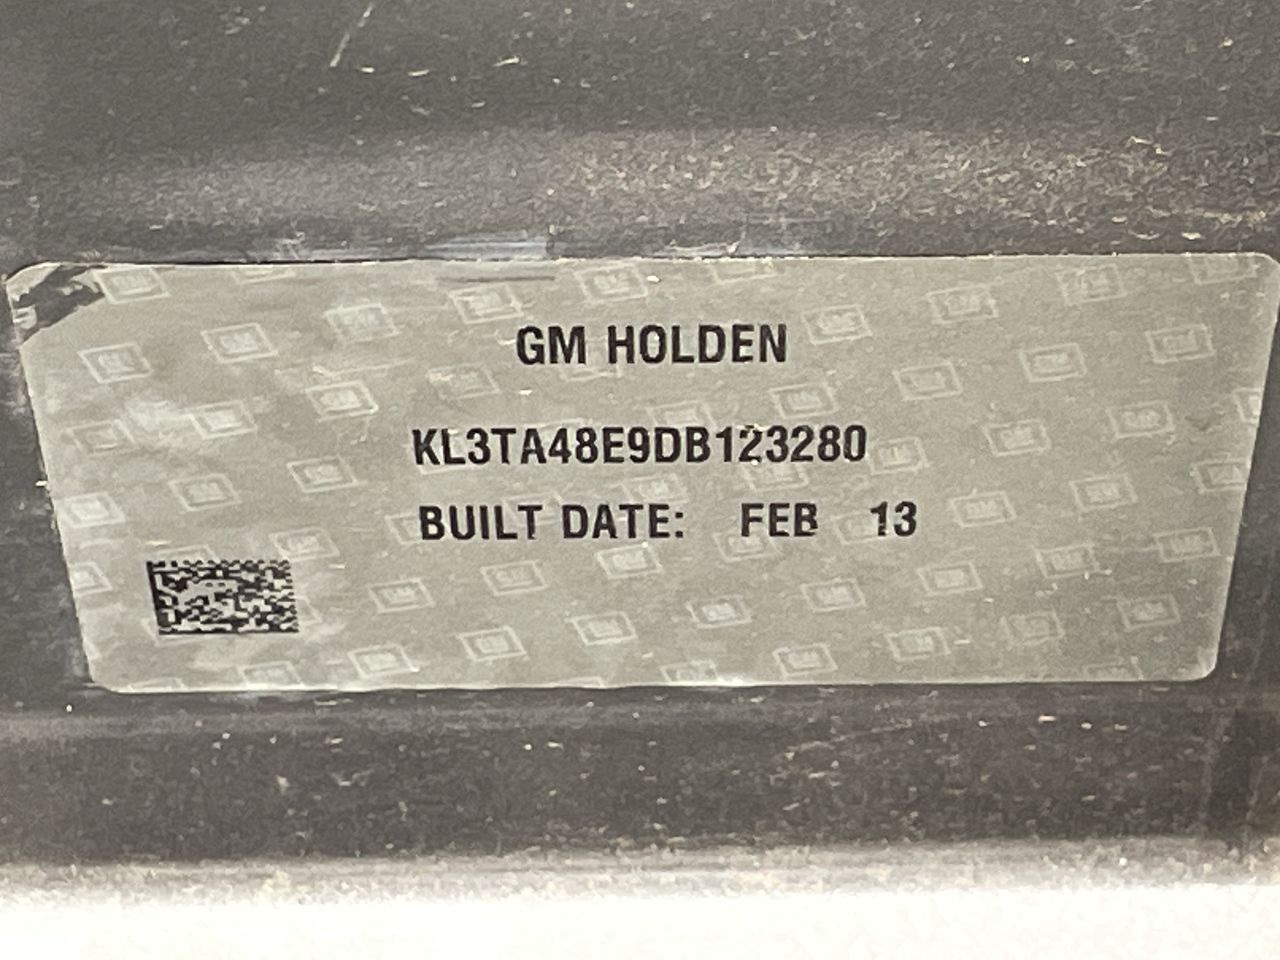 GM HOLDEN
KL3TA48E9DB123280
BUILT DATE: FEB 13